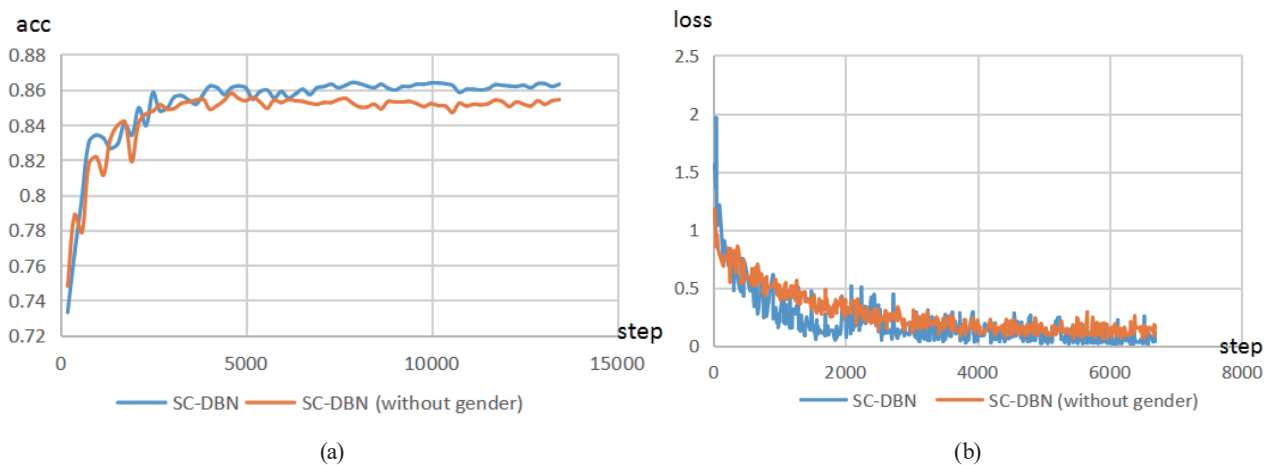 acc
0.88
0.86
0.84
0.82
0.8
0.78
0.76
0.74
0.72
0 5000 10000 15000
step
SC-DBN SC-DBN (without gender)
(a)
loss
2.5
2
1.5
1
0.5
0
0 2000 4000 6000 8000
step
SC-DBN SC-DBN (without gender)
(b)